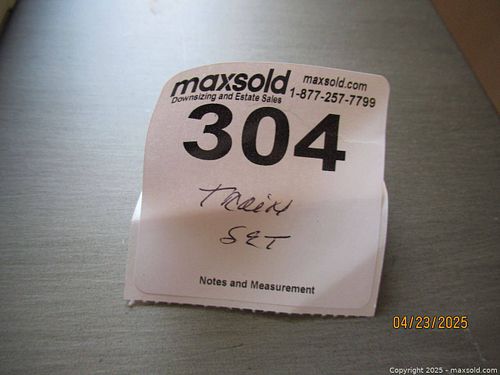 maxsold
maxsold.com
Downsizing and Estate Sales
1-877-257-7799
304
Train
SET
Notes and Measurement
04/23/2025
Copyright 2025 - maxsold.com